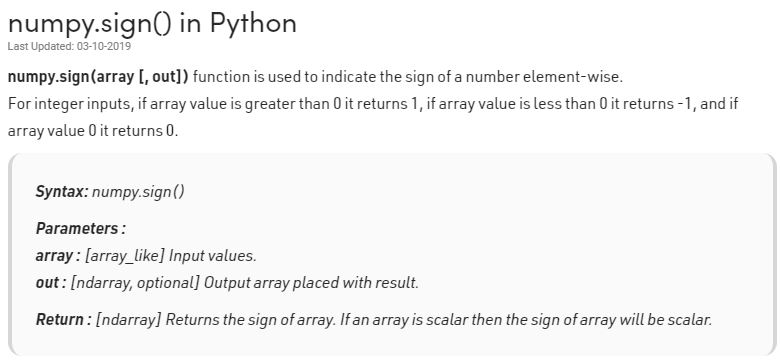 numpy.sign() in Python
Last Updated: 03-10-2019
numpy.sign(array [, out]) function is used to indicate the sign of a number element-wise.
For integer inputs, if array value is greater than 0 it returns 1, if array value is less than 0 it returns -1, and if
array value 0 it returns 0.
Syntax: numpy.sign()
Parameters :
array : [array_like] Input values.
out : [ndarray, optional] Output array placed with result.
Return : [ndarray] Returns the sign of array. If an array is scalar then the sign of array will be scalar.